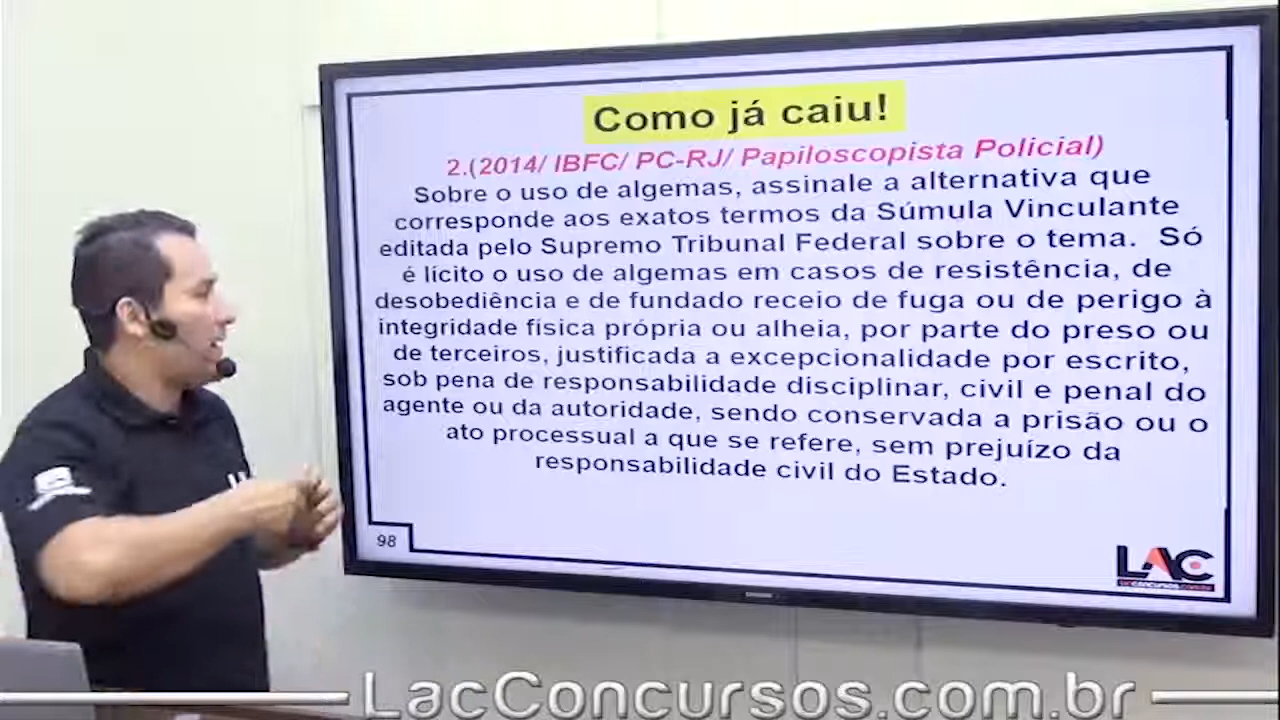 Como já caiu!
2.(2014/ IBFC/ PC-RJ/ Papiloscopista Policial)
Sobre o uso de algemas, assinale a alternativa que
corresponde aos exatos termos da Súmula Vinculante
editada pelo Supremo Tribunal Federal sobre o tema. Só
é lícito o uso de algemas em casos de resistência, de
desobediência e de fundado receio de fuga ou de perigo à
integridade física própria ou alheia, por parte do preso ou
de terceiros, justificada a excepcionalidade por escrito,
sob pena de responsabilidade disciplinar, civil e penal do
agente ou da autoridade, sendo conservada a prisão ou o
ato processual a que se refere, sem prejuízo da
responsabilidade civil do Estado.
98
LAC
LacConcursos.com.br